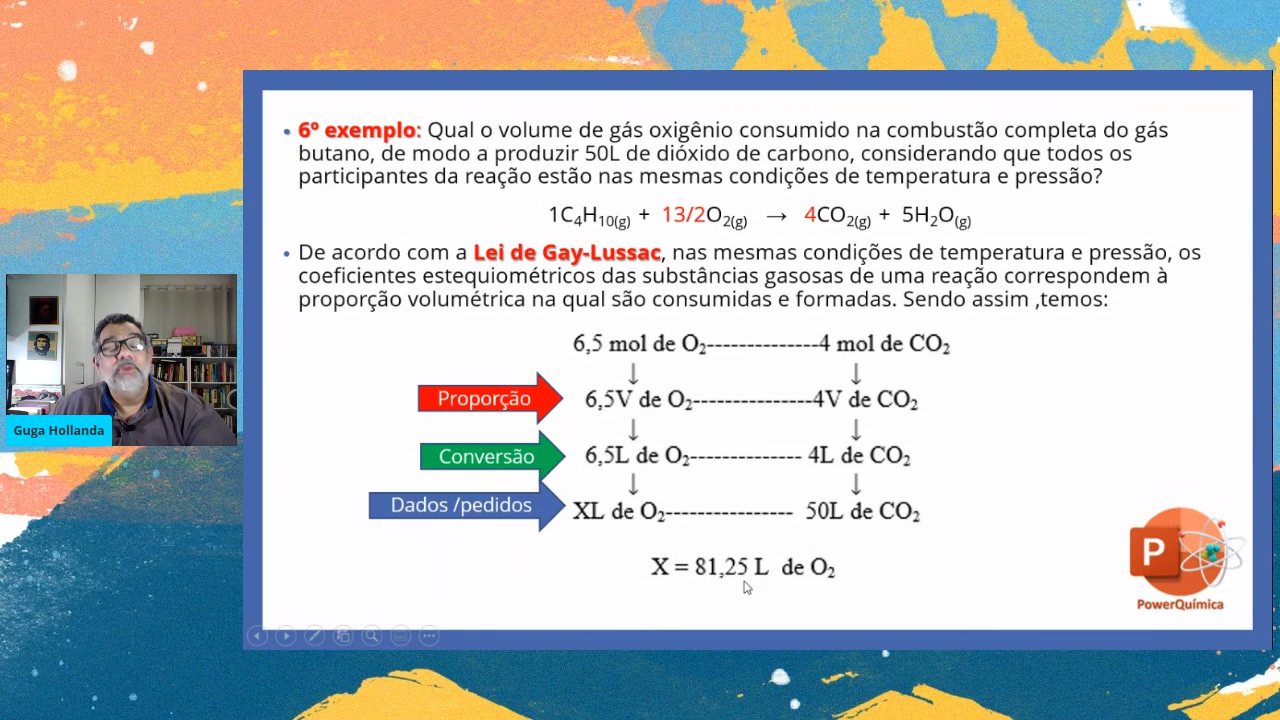 6º exemplo: Qual o volume de gás oxigênio consumido na combustão completa do gás
butano, de modo a produzir 50L de dióxido de carbono, considerando que todos os
participantes da reação estão nas mesmas condições de temperatura e pressão?
1C₄H₁₀(g) + 13/2O₂(g) → 4CO₂(g) + 5H₂O(g)
De acordo com a Lei de Gay-Lussac, nas mesmas condições de temperatura e pressão, os
coeficientes estequiométricos das substâncias gasosas de uma reação correspondem à
proporção volumétrica na qual são consumidas e formadas. Sendo assim ,temos:
6,5 mol de O₂--------------4 mol de CO₂
↓ ↓
Proporção 6,5V de O₂---------------4V de CO₂
↓ ↓
Conversão 6,5L de O₂-------------- 4L de CO₂
↓ ↓
Dados /pedidos XL de O₂---------------- 50L de CO₂
X = 81,25 L de O₂
Guga Hollanda
P
PowerQuímica